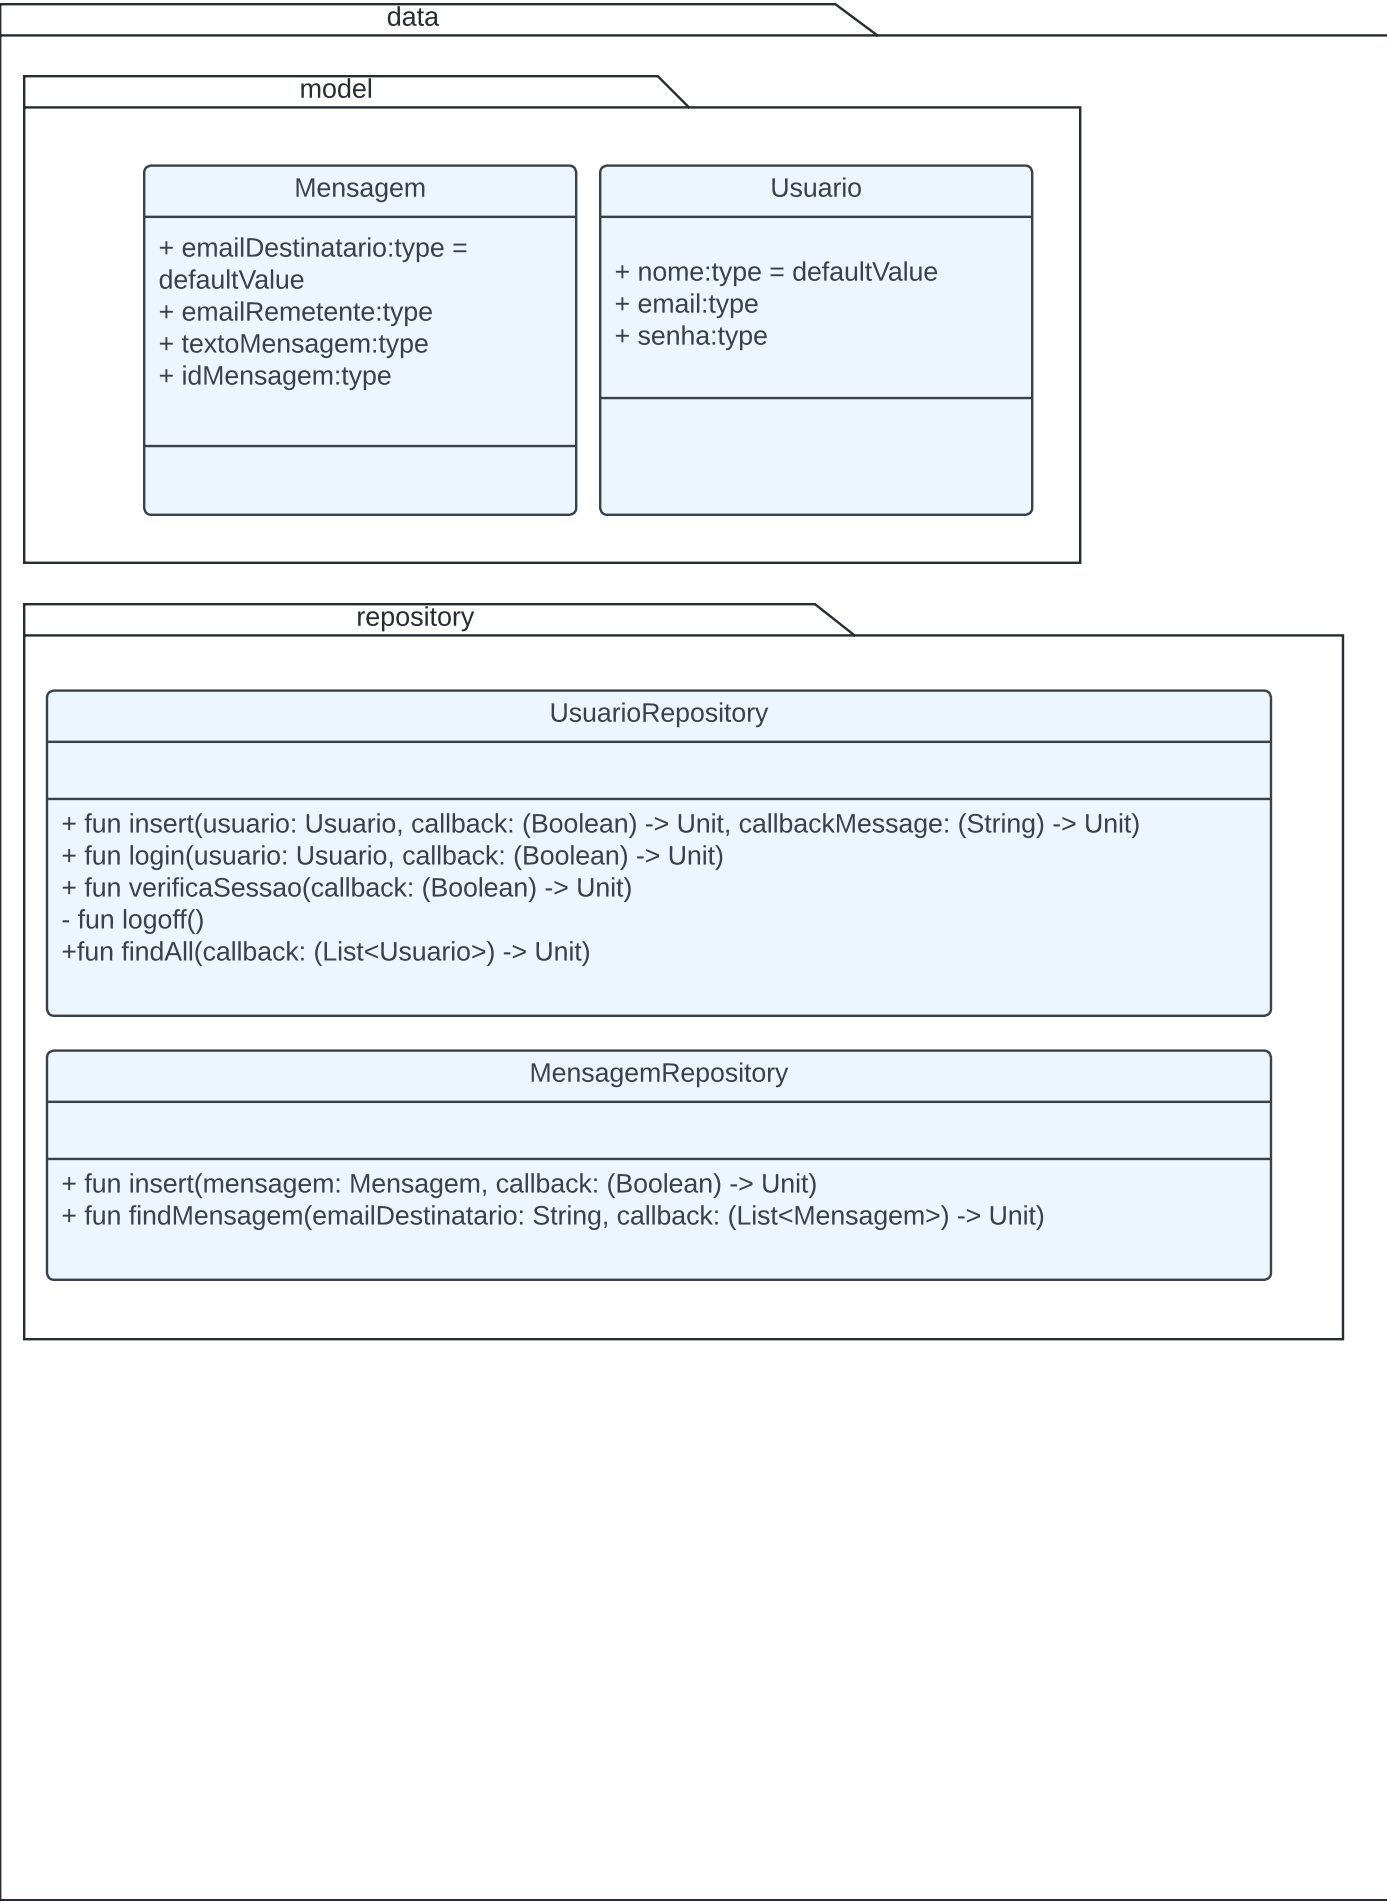 data
model
Mensagem
+ emailDestinatario:type =
defaultValue
+ emailRemetente:type
+ textoMensagem:type
+ idMensagem:type
Usuario
+ nome:type = defaultValue
+ email:type
+ senha:type
repository
UsuarioRepository
+ fun insert(usuario: Usuario, callback: (Boolean) -> Unit, callbackMessage: (String) -> Unit)
+ fun login(usuario: Usuario, callback: (Boolean) -> Unit)
+ fun verificaSessao(callback: (Boolean) -> Unit)
- fun logoff()
+fun findAll(callback: (List<Usuario>) -> Unit)
MensagemRepository
+ fun insert(mensagem: Mensagem, callback: (Boolean) -> Unit)
+ fun findMensagem(emailDestinatario: String, callback: (List<Mensagem>) -> Unit)